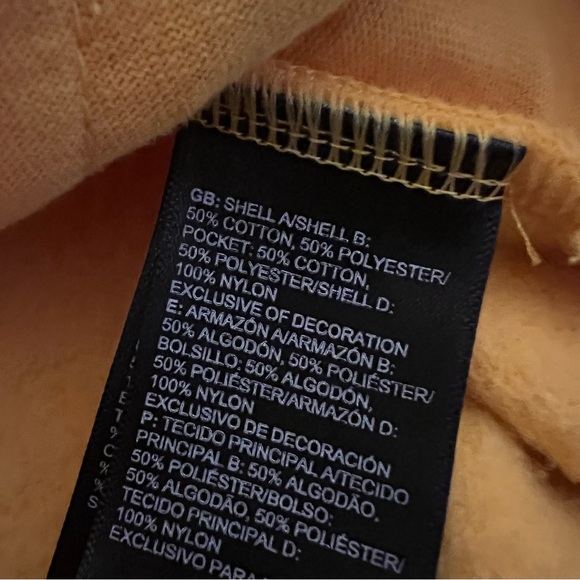 GB: SHELL A/SHELL B:
50% COTTON, 50% POLYESTER/
POCKET: 50% COTTON,
50% POLYESTER/SHELL D:
100% NYLON
EXCLUSIVE OF DECORATION
E: ARMAZÓN A/ARMAZÓN B:
50% ALGODÓN, 50% POLIÉSTER/
BOLSILLO: 50% ALGODÓN,
50% POLIÉSTER/ARMAZÓN D:
100% NYLON
EXCLUSIVO DE DECORACIÓN
P: TECIDO PRINCIPAL A/TECIDO
PRINCIPAL B: 50% ALGODÃO,
50% POLIÉSTER/BOLSO:
50% ALGODÃO, 50% POLIÉSTER/
TECIDO PRINCIPAL D:
100% NYLON
EXCLUSIVO PARA